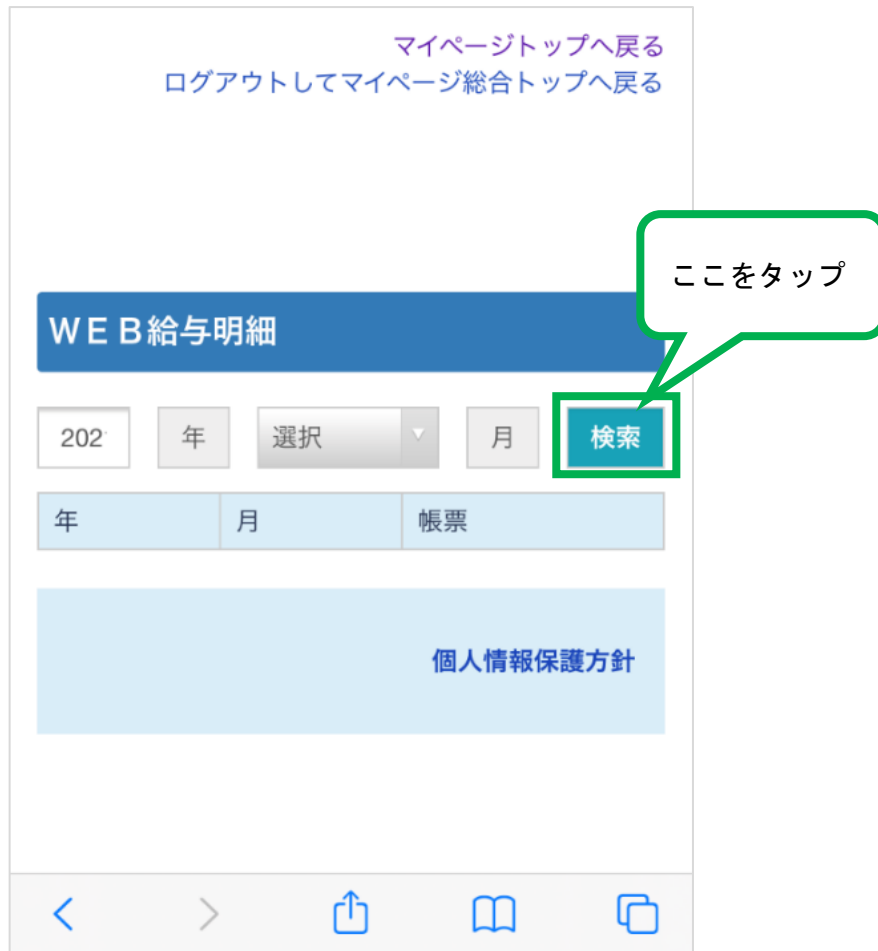 マイページトップへ戻る
ログアウトしてマイページ総合トップへ戻る
ここをタップ
ＷＥＢ給与明細
年 選択 月 検索
年 月 帳票
個人情報保護方針